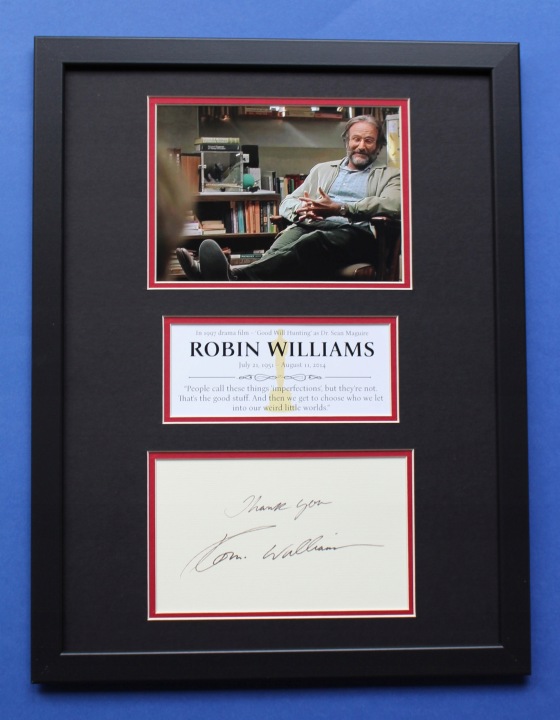 In 1997 drama film - 'Good Will Hunting' as Dr Sean Maguire
ROBIN WILLIAMS
July 21, 1951 - August 11, 2014
"People call these things 'imperfections', but they're not.
That's the good stuff. And then we get to choose who we let
into our weird little worlds."
Thank you
Robin Williams